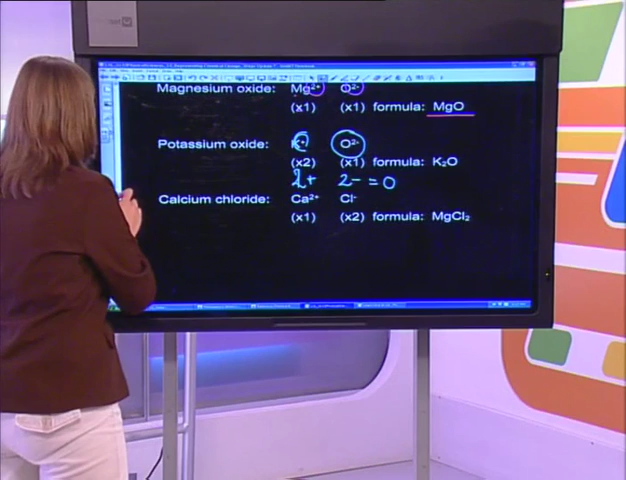 Magnesium oxide: Mg²⁺ O²⁻
(x1) (x1) formula: MgO
Potassium oxide: K⁺ O²⁻
(x2) (x1) formula: K₂O
2+ 2- = 0
Calcium chloride: Ca²⁺ Cl⁻
(x1) (x2) formula: MgCl₂